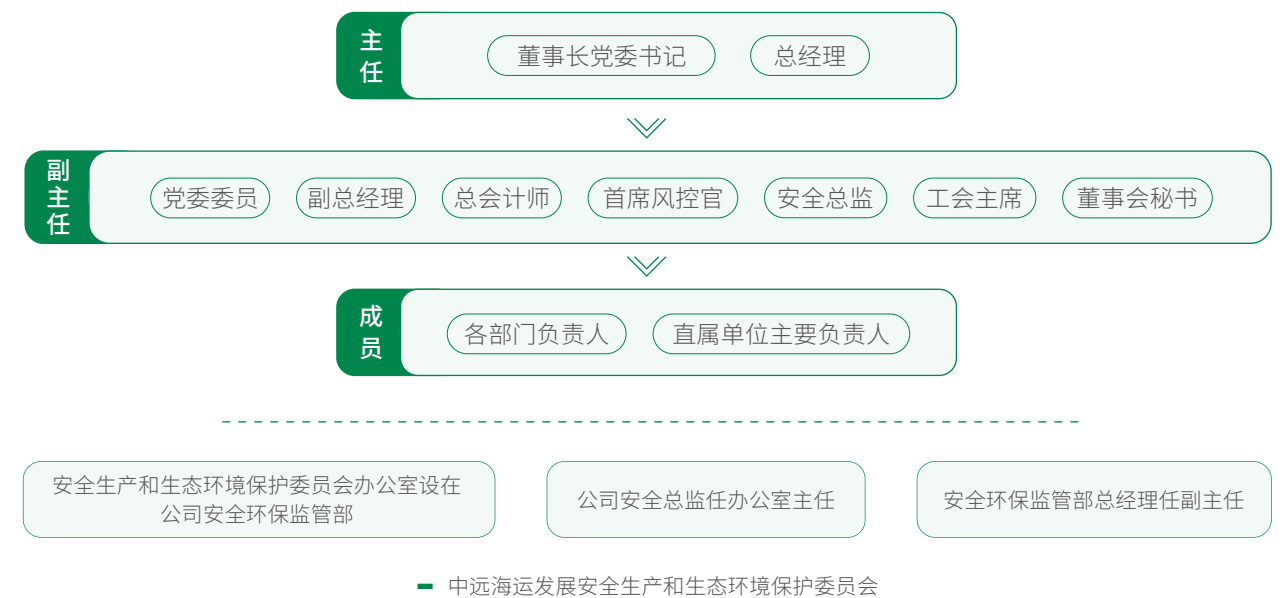 主任
董事长党委书记
总经理
副主任
党委委员
副总经理
总会计师
首席风控官
安全总监
工会主席
董事会秘书
成员
各部门负责人
直属单位主要负责人
安全生产和生态环境保护委员会办公室设在
公司安全环保监管部
公司安全总监任办公室主任
安全环保监管部总经理任副主任
中远海运发展安全生产和生态环境保护委员会